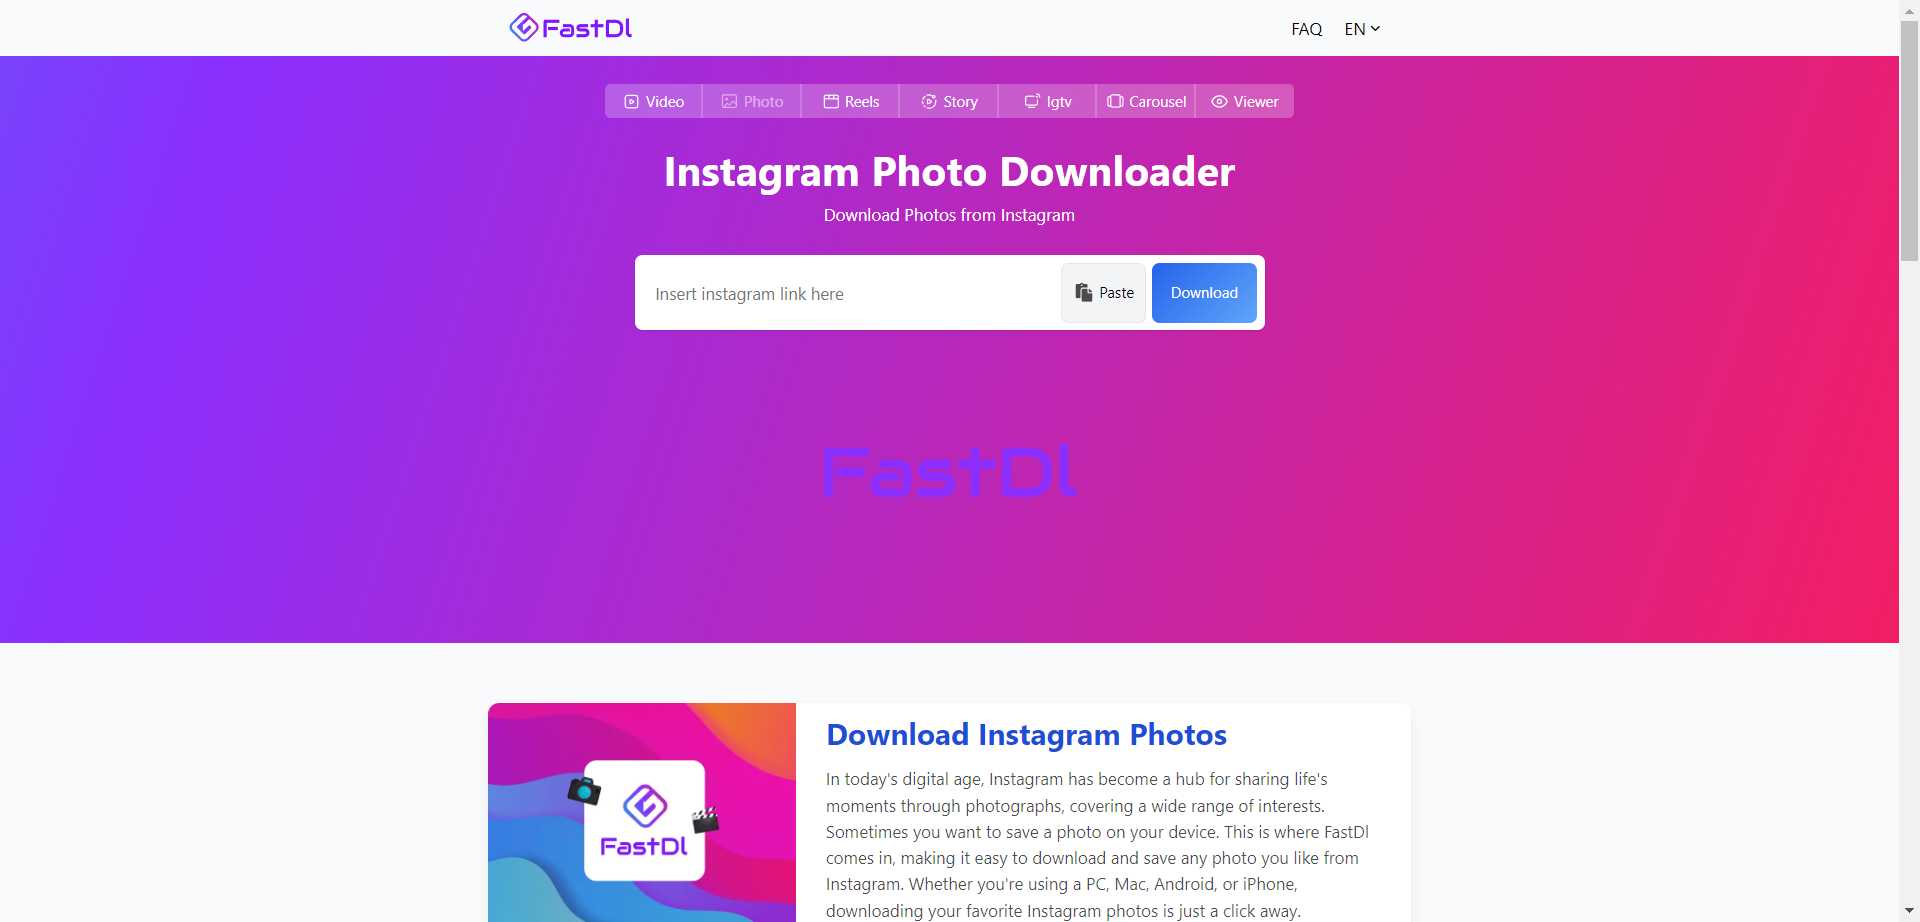 FastDl
FAQ
EN
Video
Photo
Reels
Story
Igtv
Carousel
Viewer
Instagram Photo Downloader
Download Photos from Instagram
Insert instagram link here
Paste
Download
FastDl
FastDl
Download Instagram Photos
In today's digital age, Instagram has become a hub for sharing life's
moments through photographs, covering a wide range of interests.
Sometimes you want to save a photo on your device. This is where FastDl
comes in, making it easy to download and save any photo you like from
Instagram. Whether you're using a PC, Mac, Android, or iPhone,
downloading your favorite Instagram photos is just a click away.